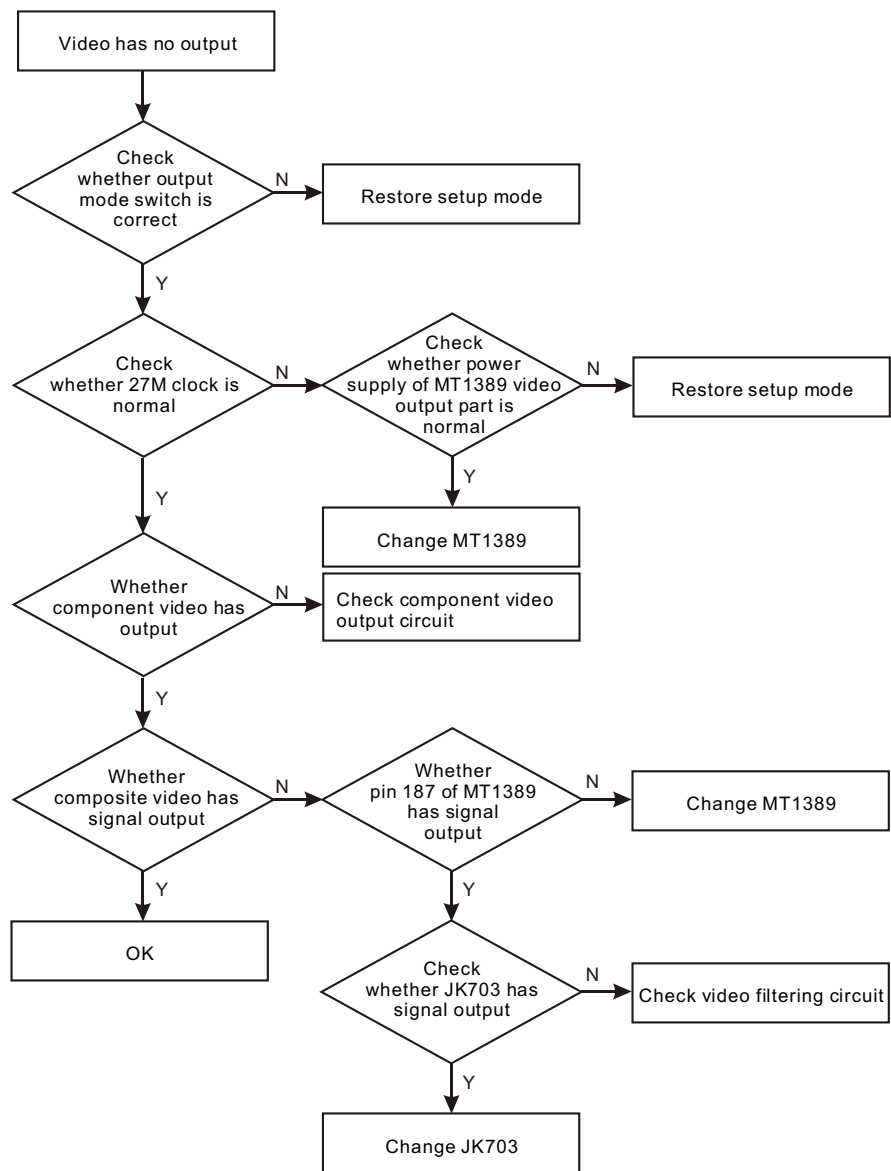 Video has no output
Check
whether output
mode switch is
correct
N
Restore setup mode
Y
Check
whether 27M clock is
normal
N
Check
whether power
supply of MT1389 video
output part is
normal
N
Restore setup mode
Y
Y
Change MT1389
Whether
component video has
output
N
Check component video
output circuit
Y
Whether
composite video has
signal output
N
Whether
pin 187 of MT1389
has signal
output
N
Change MT1389
Y
Y
OK
Check
whether JK703 has
signal output
N
Check video filtering circuit
Y
Change JK703